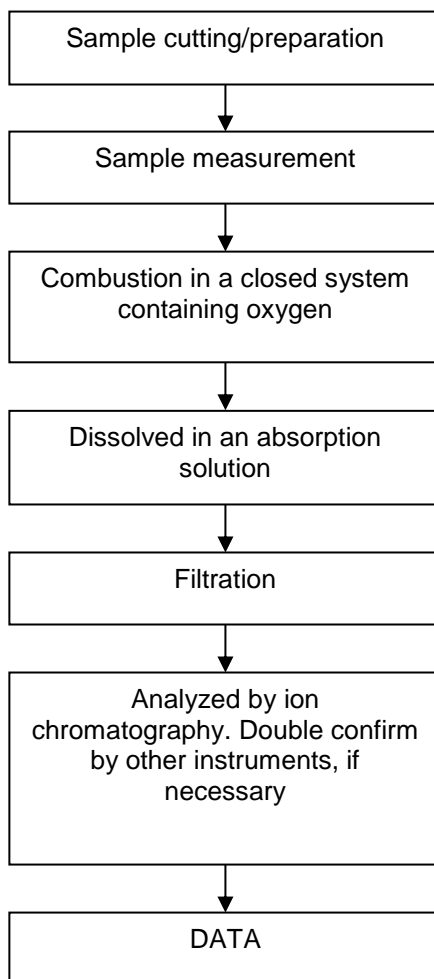 Sample cutting/preparation
Sample measurement
Combustion in a closed system
containing oxygen
Dissolved in an absorption
solution
Filtration
Analyzed by ion
chromatography. Double confirm
by other instruments, if
necessary
DATA